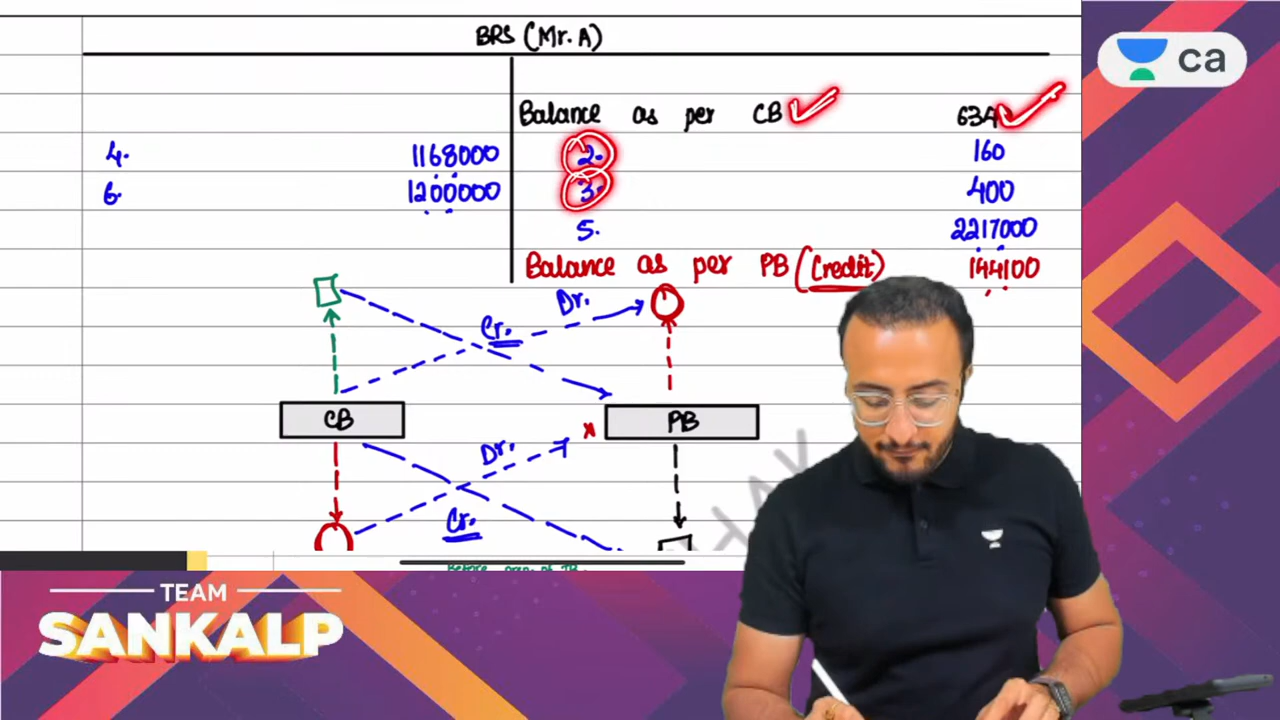 BRS (Mr. A)
ca
Balance as per CB
4. 1168000 2. 160
6. 1200000 3. 400
5. 2217000
Balance as per PB (Credit) 144100
Dr.
Cr.
CB
PB
Dr.
Cr.
TEAM
SANKALP